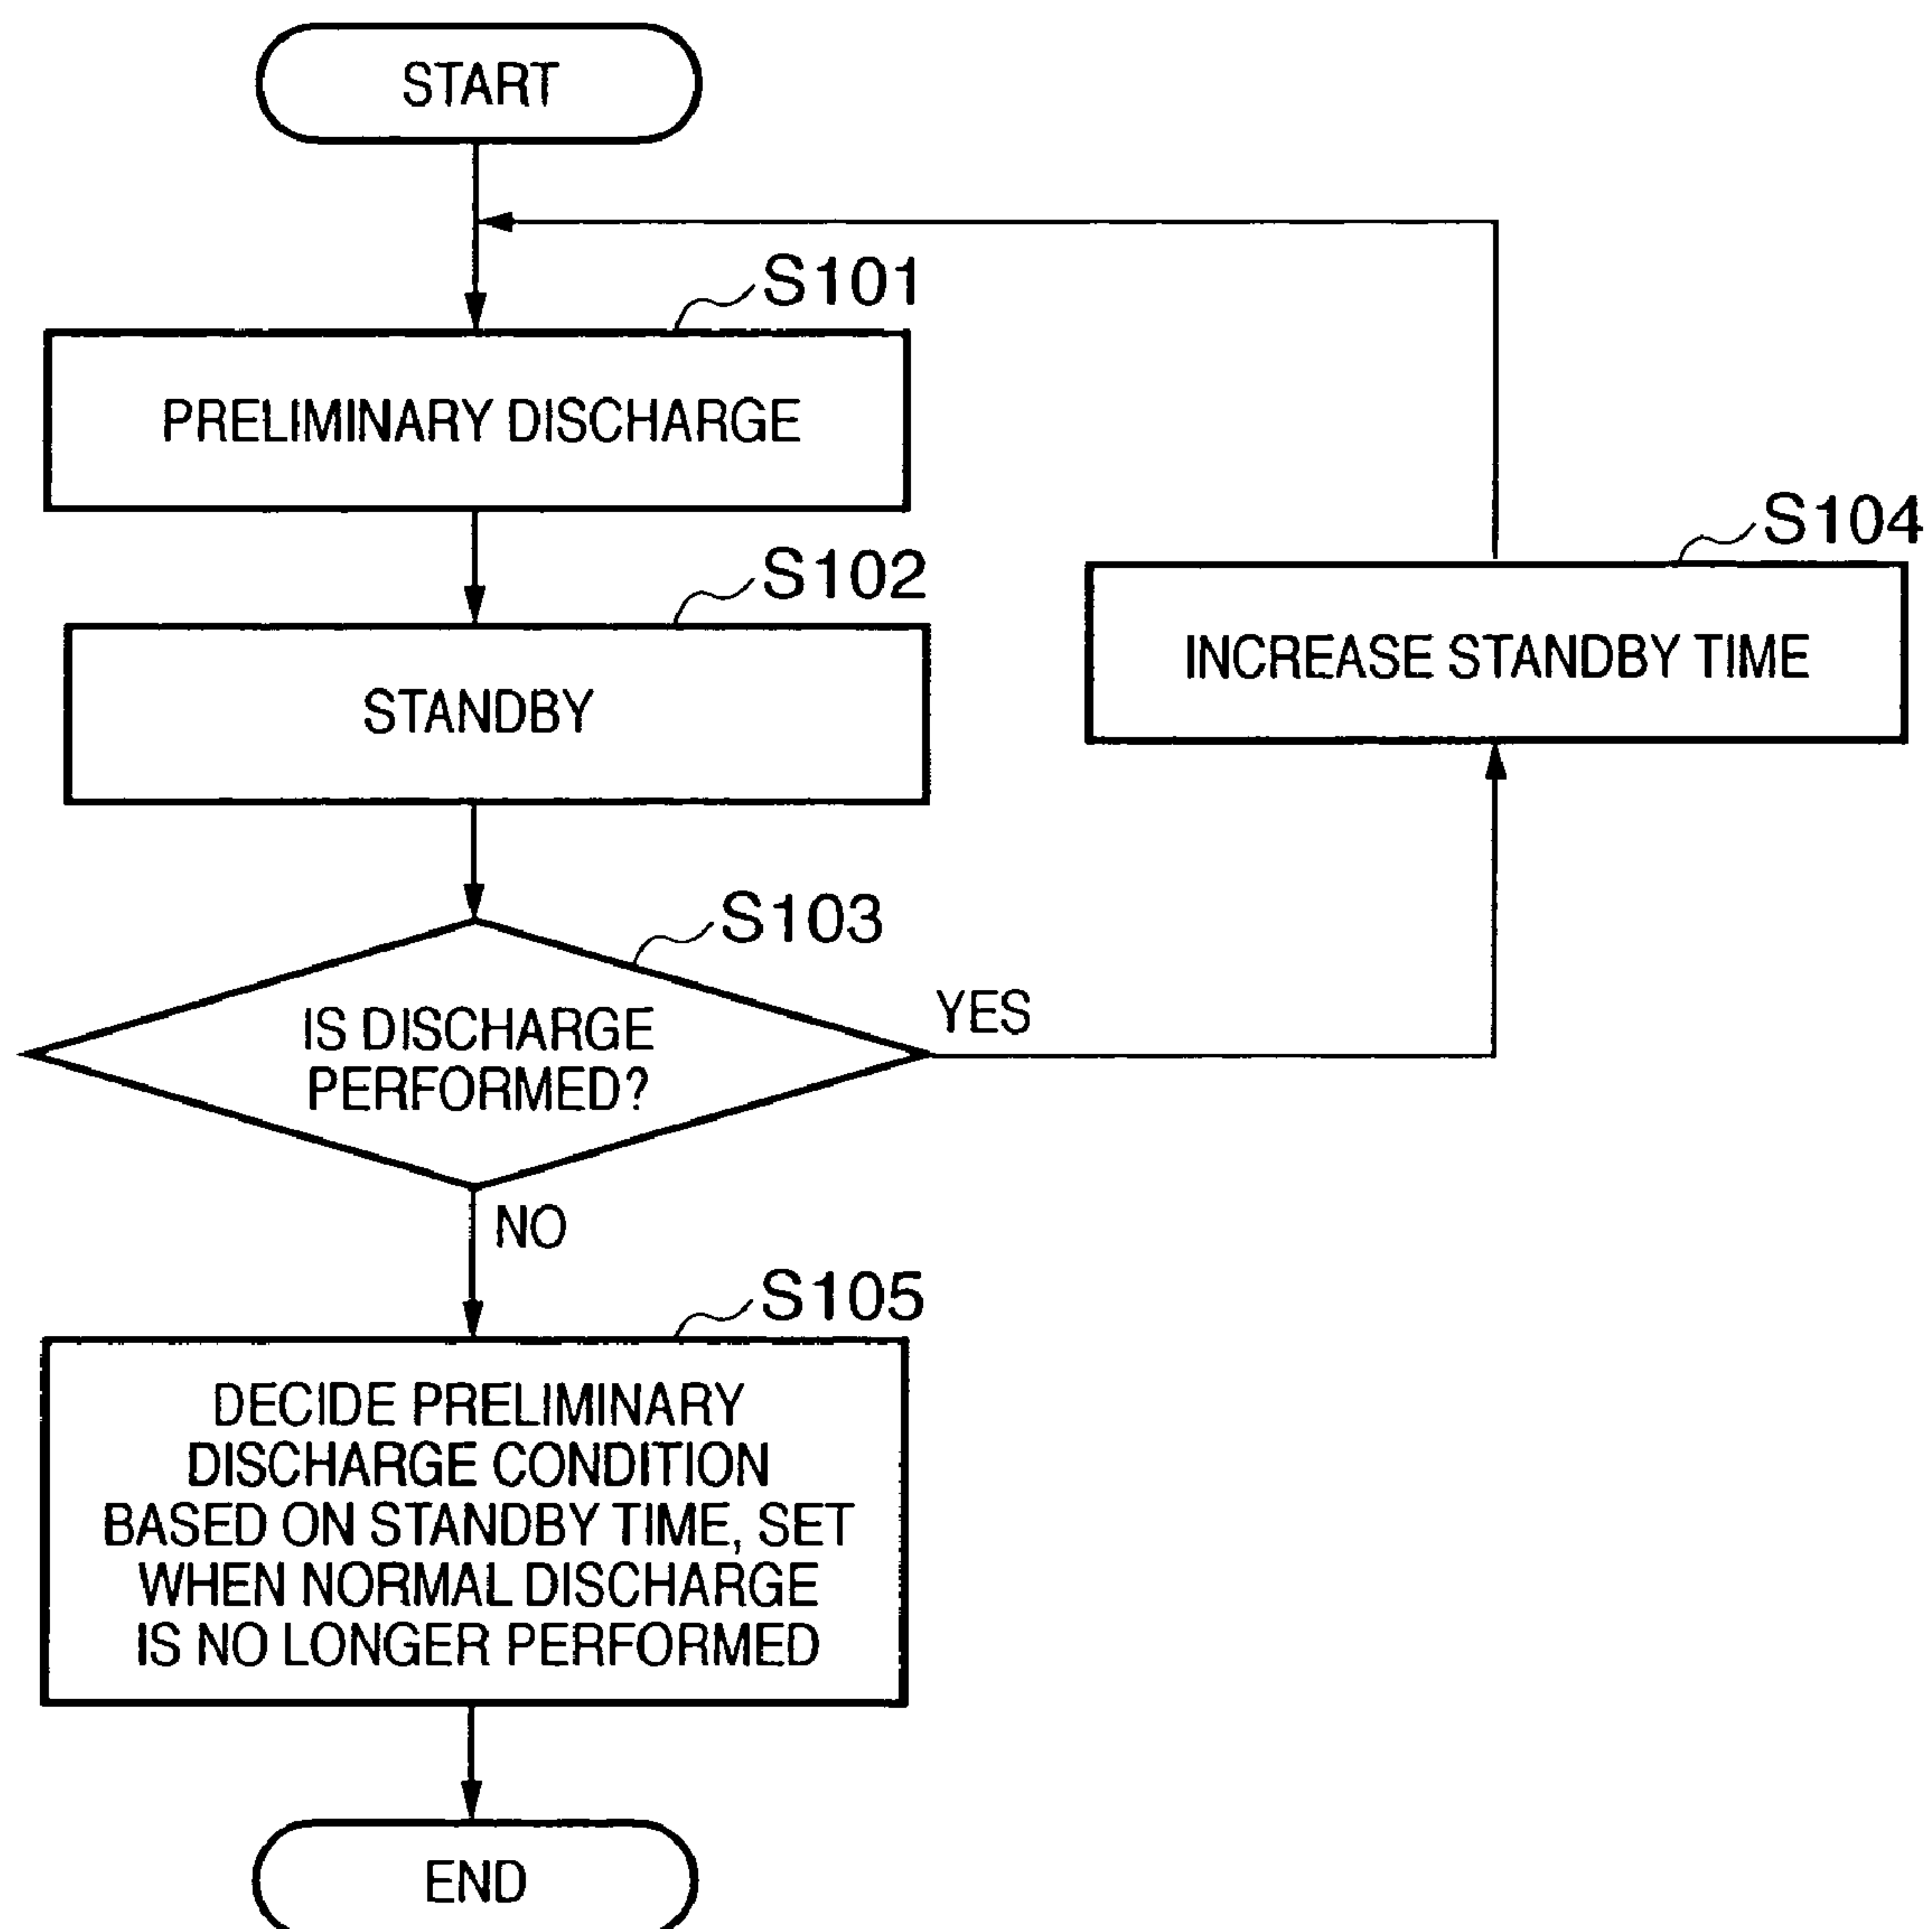 START
S101
PRELIMINARY DISCHARGE
S102
STANDBY
S104
INCREASE STANDBY TIME
S103
IS DISCHARGE
PERFORMED?
YES
NO
S105
DECIDE PRELIMINARY
DISCHARGE CONDITION
BASED ON STANDBY TIME, SET
WHEN NORMAL DISCHARGE
IS NO LONGER PERFORMED
END